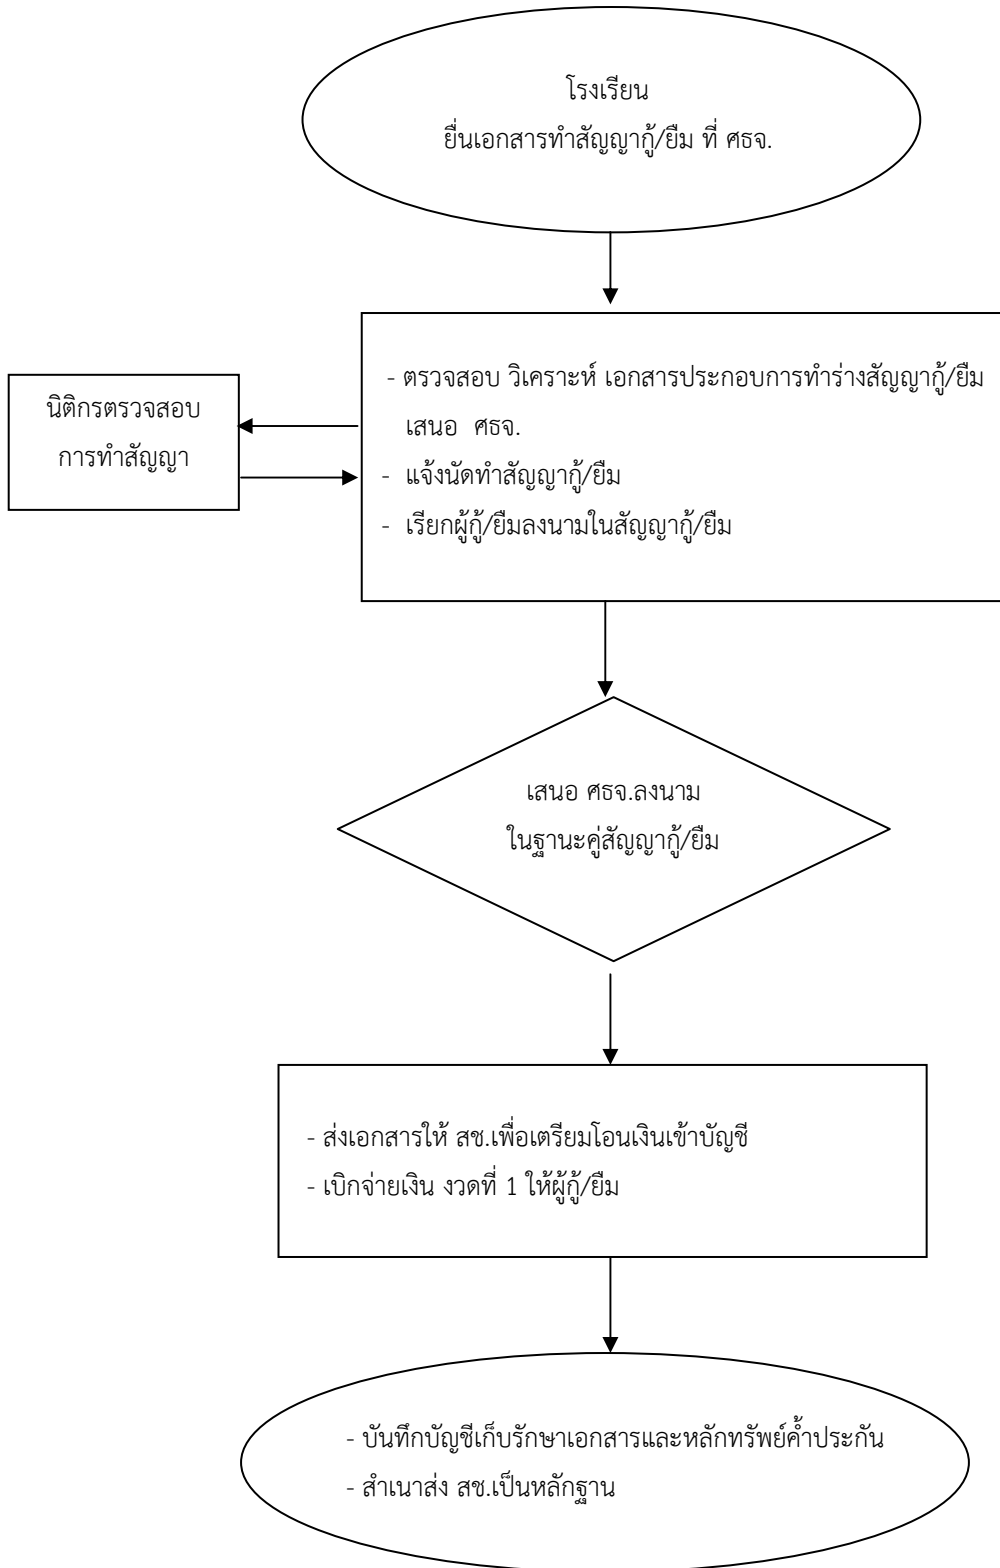 โรงเรียน
ยื่นเอกสารทำสัญญากู้/ยืม ที่ ศธจ.
- ตรวจสอบ วิเคราะห์ เอกสารประกอบการทำร่างสัญญากู้/ยืม
เสนอ ศธจ.
- แจ้งนัดทำสัญญากู้/ยืม
- เรียกผู้กู้/ยืมลงนามในสัญญากู้/ยืม
นิติกรตรวจสอบ
การทำสัญญา
เสนอ ศธจ.ลงนาม
ในฐานะคู่สัญญากู้/ยืม
- ส่งเอกสารให้ สช.เพื่อเตรียมโอนเงินเข้าบัญชี
- เบิกจ่ายเงิน งวดที่ 1 ให้ผู้กู้/ยืม
- บันทึกบัญชีเก็บรักษาเอกสารและหลักทรัพย์ค้ำประกัน
- สำเนาส่ง สช.เป็นหลักฐาน